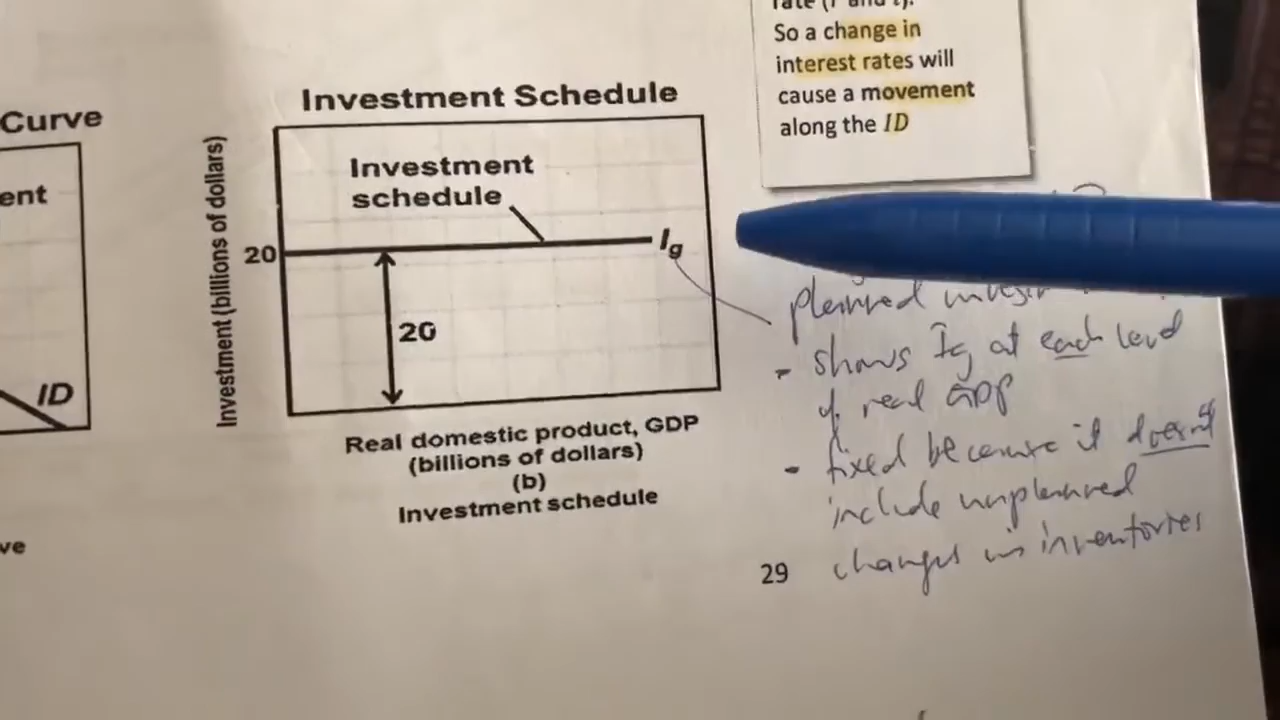 So a change in
interest rates will
cause a movement
along the ID
Curve
ent
ID
ve
Investment Schedule
Investment (billions of dollars)
Investment
schedule
20
Ig
20
Real domestic product, GDP
(billions of dollars)
(b)
Investment schedule
planned
- shows Ig at each level
of real GDP
- fixed because it doesn't
include unplanned
changes in inventories
29